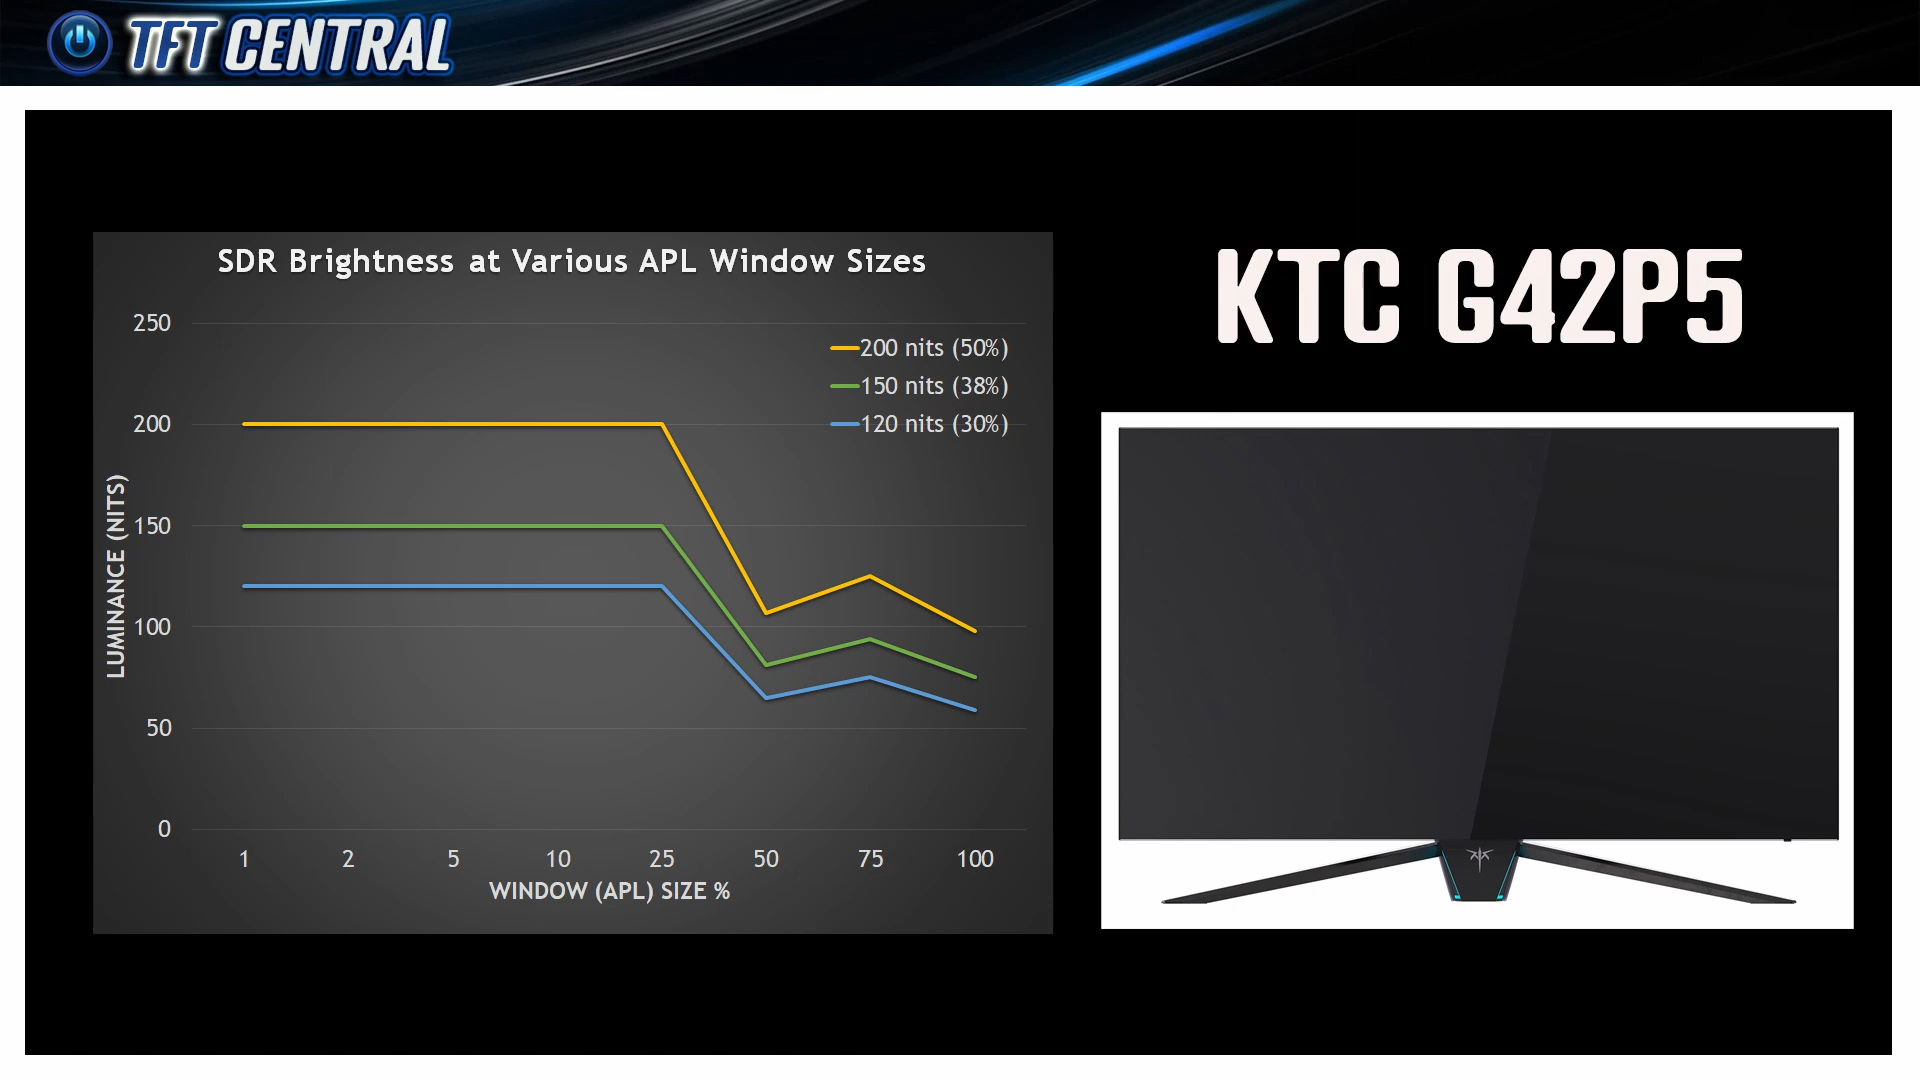 TFT CENTRAL
SDR Brightness at Various APL Window Sizes
KTC G42P5
250
200
150
100
50
0
LUMINANCE (NITS)
200 nits (50%)
150 nits (38%)
120 nits (30%)
1 2 5 10 25 50 75 100
WINDOW (APL) SIZE %